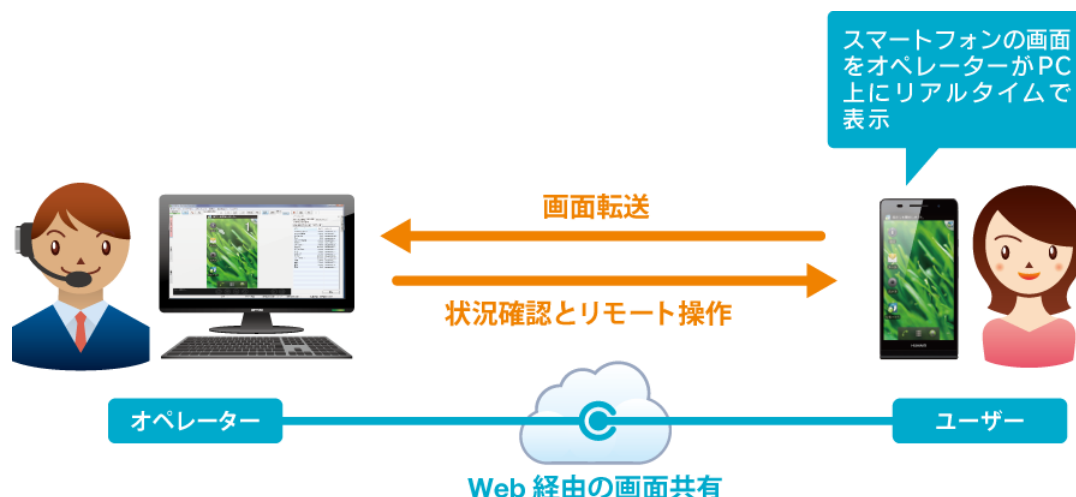 スマートフォンの画面
をオペレーターがPC
上にリアルタイムで
表示
画面転送
状況確認とリモート操作
HUAWEI
オペレーター
ユーザー
Web 経由の画面共有